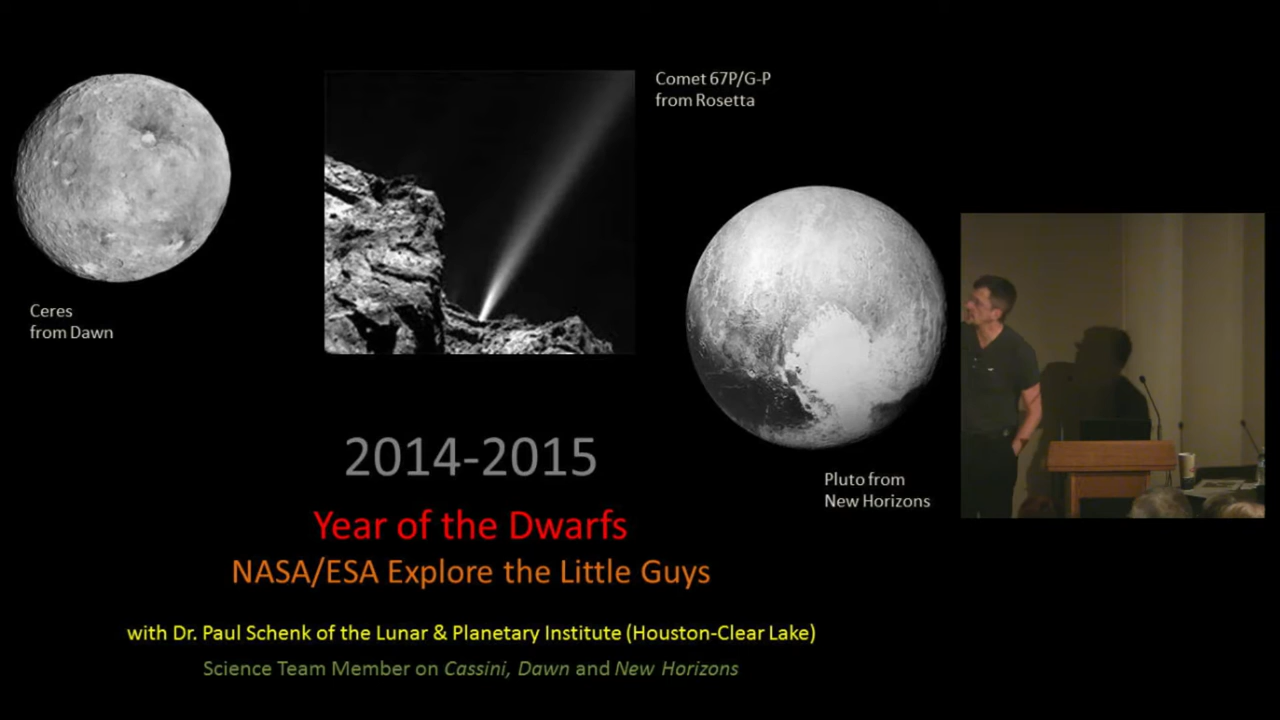 Comet 67P/G-P
from Rosetta
Ceres
from Dawn
Pluto from
New Horizons
2014-2015
Year of the Dwarfs
NASA/ESA Explore the Little Guys
with Dr. Paul Schenk of the Lunar & Planetary Institute (Houston-Clear Lake)
Science Team Member on Cassini, Dawn and New Horizons